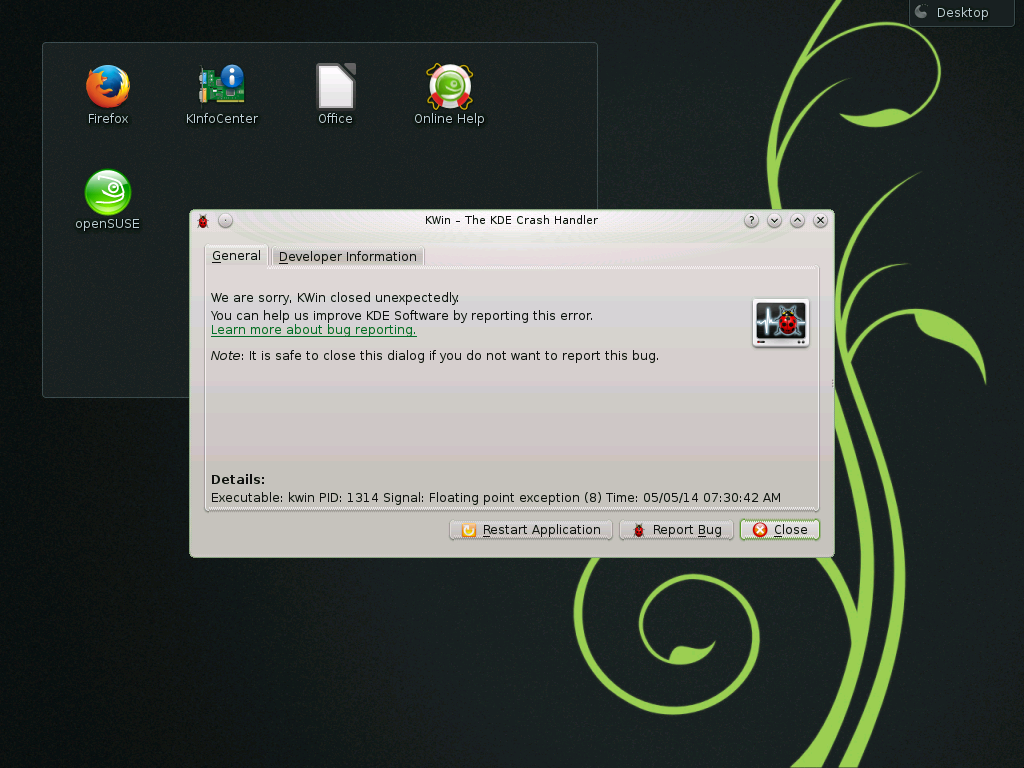 Desktop
Firefox
KInfoCenter
Office
Online Help
openSUSE
KWin – The KDE Crash Handler
General
Developer Information
We are sorry, KWin closed unexpectedly.
You can help us improve KDE Software by reporting this error.
Learn more about bug reporting.
Note: It is safe to close this dialog if you do not want to report this bug.
Details:
Executable: kwin PID: 1314 Signal: Floating point exception (8) Time: 05/05/14 07:30:42 AM
Restart Application
Report Bug
Close